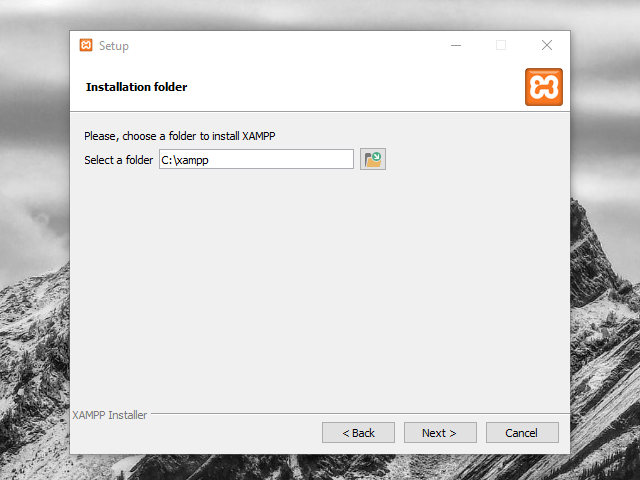 Setup
Installation folder
Please, choose a folder to install XAMPP
Select a folder C:\xampp
XAMPP Installer
< Back Next > Cancel